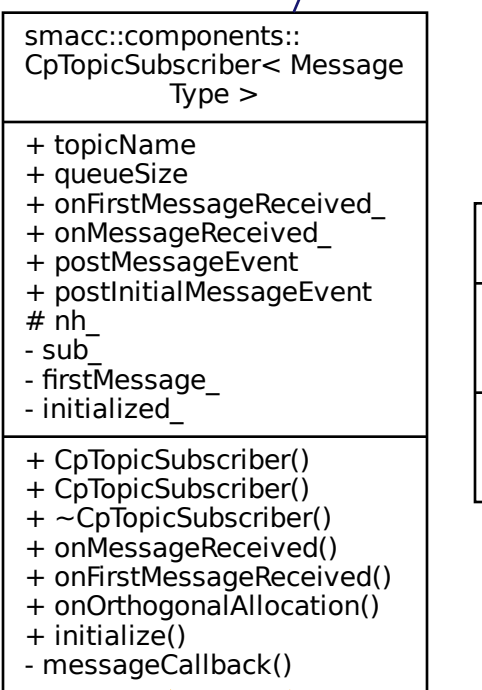 smacc::components::
CpTopicSubscriber< Message
Type >
+ topicName
+ queueSize
+ onFirstMessageReceived_
+ onMessageReceived_
+ postMessageEvent
+ postInitialMessageEvent
# nh_
- sub_
- firstMessage_
- initialized_
+ CpTopicSubscriber()
+ CpTopicSubscriber()
+ ~CpTopicSubscriber()
+ onMessageReceived()
+ onFirstMessageReceived()
+ onOrthogonalAllocation()
+ initialize()
- messageCallback()